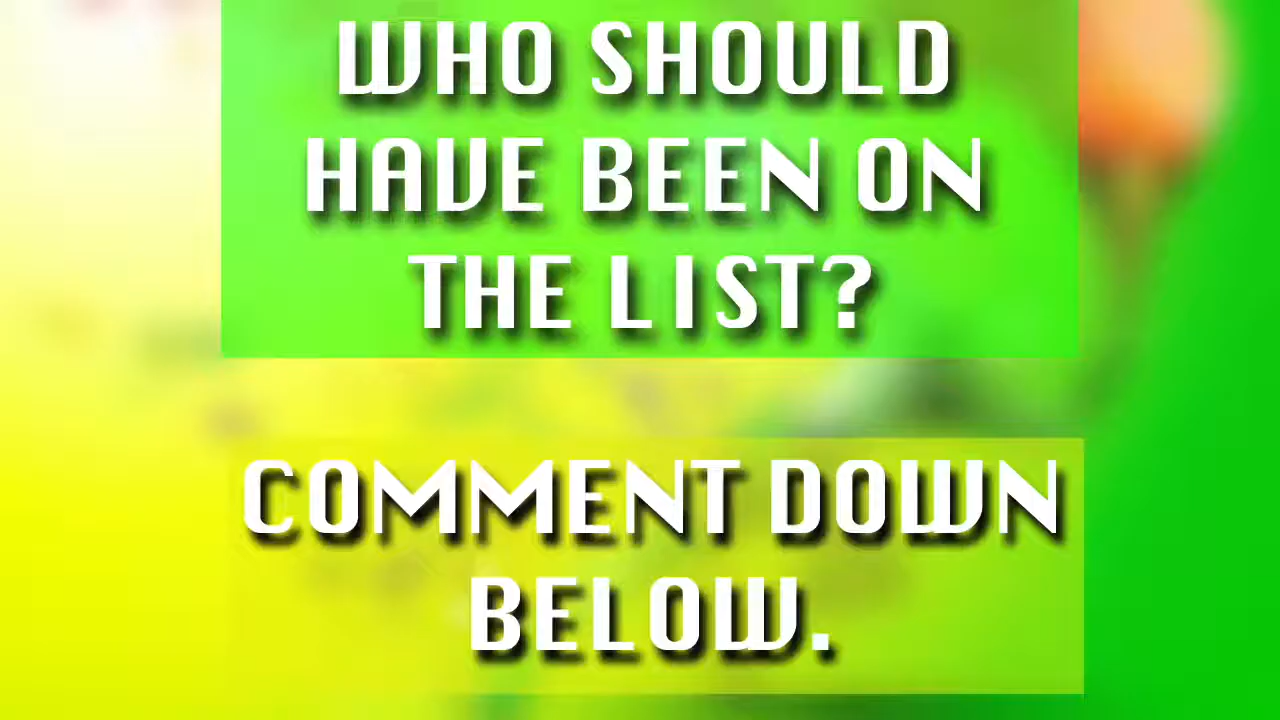 WHO SHOULD
HAVE BEEN ON
THE LIST?
COMMENT DOWN
BELOW.